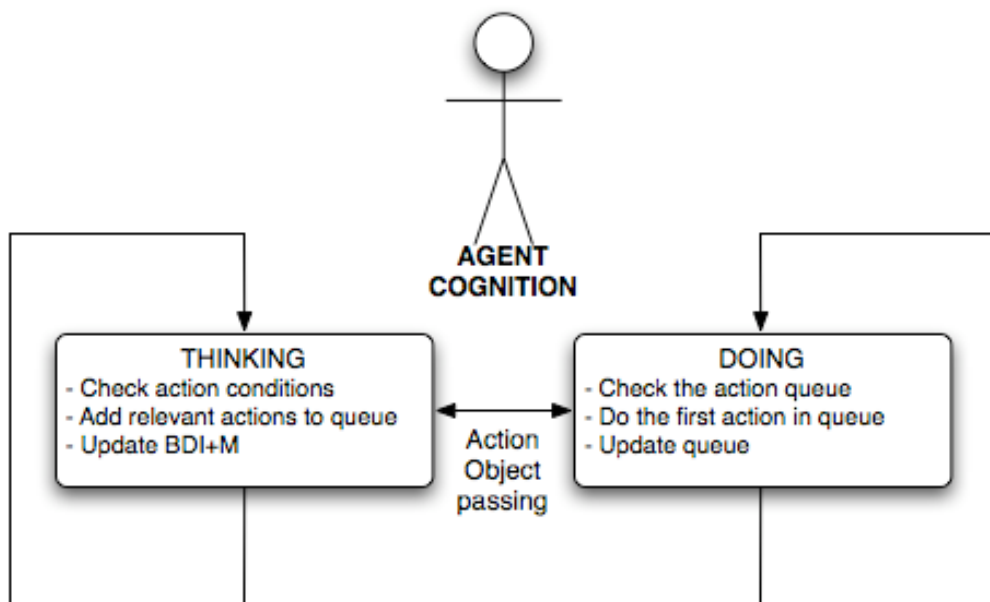 AGENT
COGNITION
THINKING
- Check action conditions
- Add relevant actions to queue
- Update BDI+M
Action
Object
passing
DOING
- Check the action queue
- Do the first action in queue
- Update queue